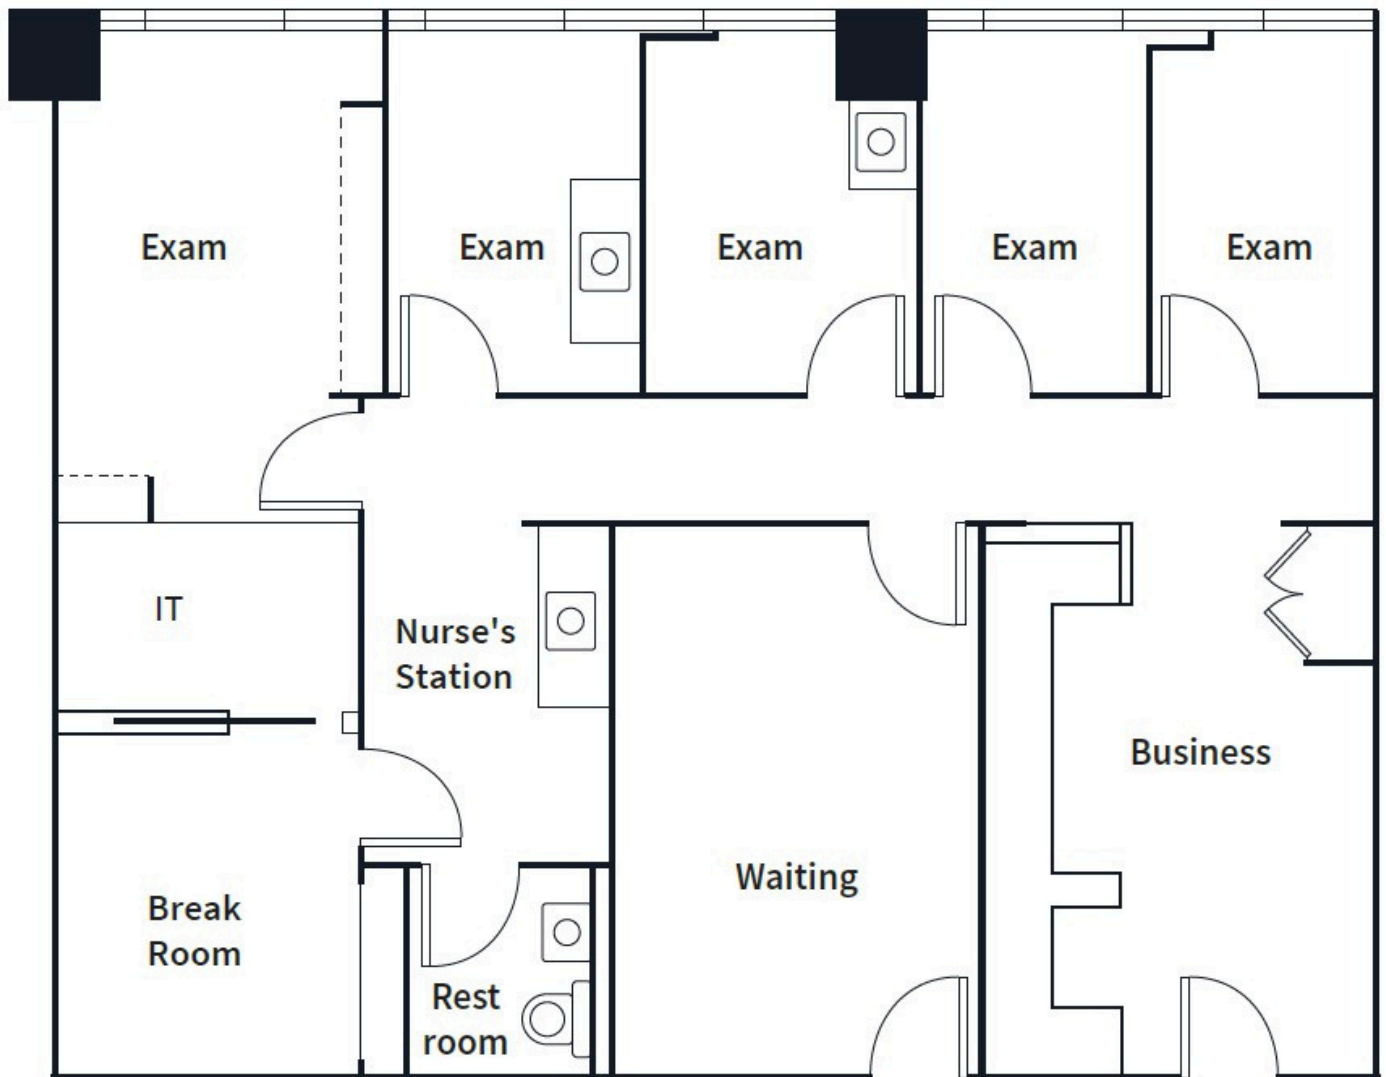 Exam
Exam
Exam
Exam
Exam
IT
Nurse's
Station
Business
Waiting
Break
Room
Rest
room